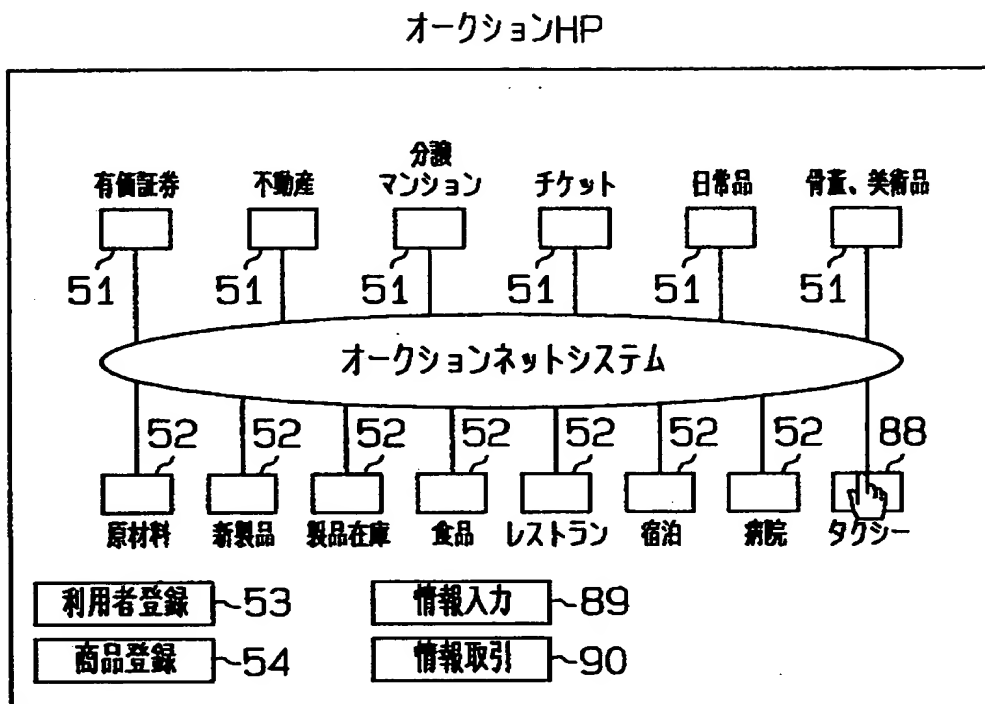 オークションHP
有価証券
不動産
分譲
マンション
チケット
日常品
骨董、美術品
51 51 51 51 51 51
オークションネットシステム
52 52 52 52 52 52 52 88
原材料
新製品
製品在庫
食品
レストラン
宿泊
病院
タクシー
利用者登録 53
情報入力 89
商品登録 54
情報取引 90